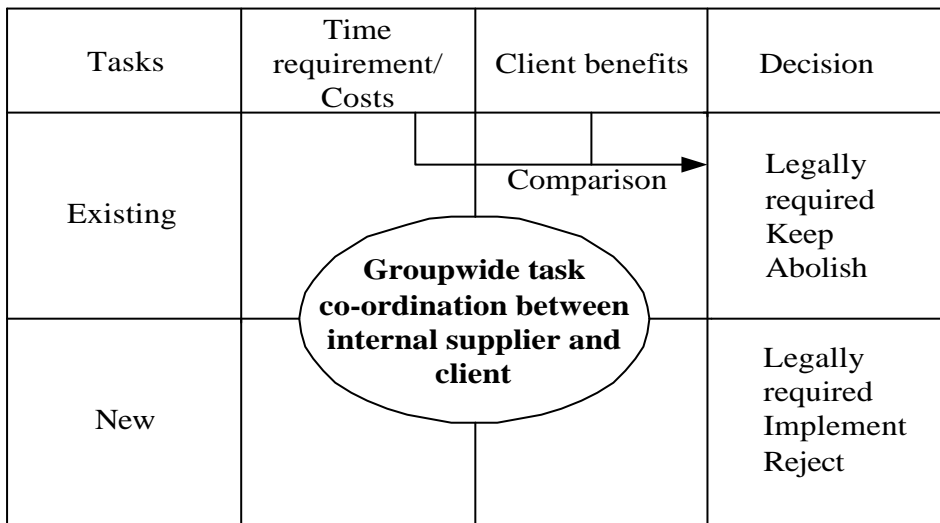 Tasks
Time
requirement/
Costs
Client benefits
Decision
Comparison
Existing
Legally
required
Keep
Abolish
Groupwide task
co-ordination between
internal supplier and
client
New
Legally
required
Implement
Reject